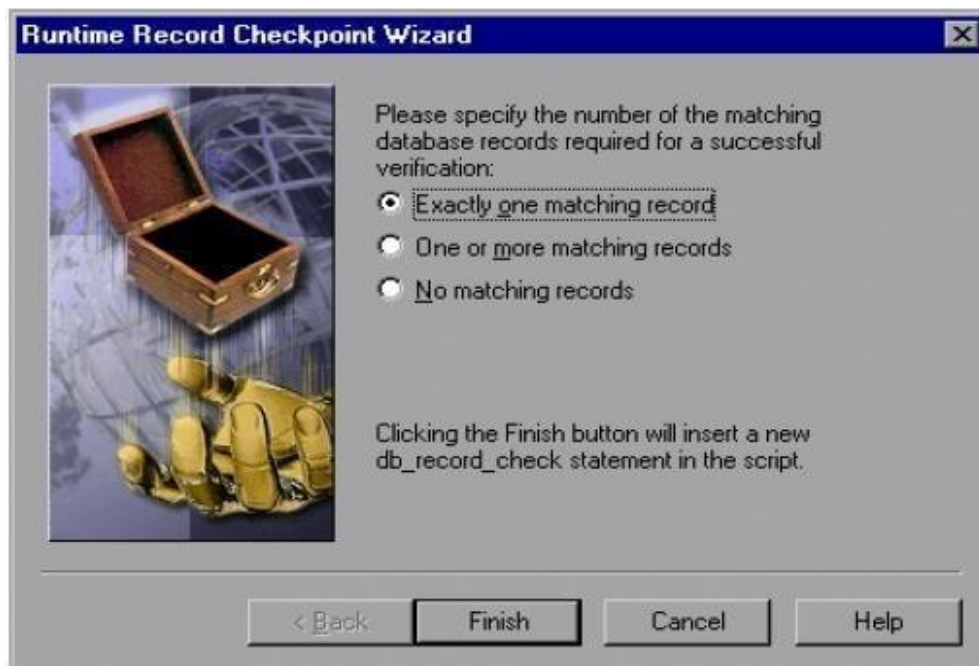 Runtime Record Checkpoint Wizard
Please specify the number of the matching
database records required for a successful
verification:
Exactly one matching record
One or more matching records
No matching records
Clicking the Finish button will insert a new
db_record_check statement in the script.
< Back
Finish
Cancel
Help